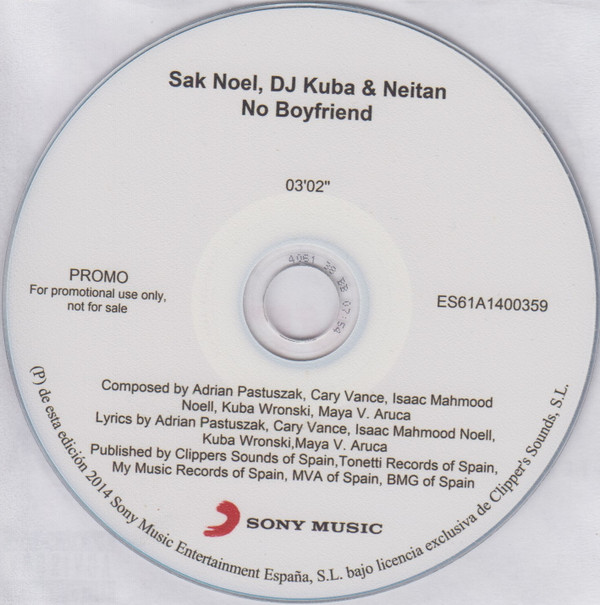 Sak Noel, DJ Kuba & Neitan
No Boyfriend
03'02"
PROMO
For promotional use only,
not for sale
ES61A1400359
Composed by Adrian Pastuszak, Cary Vance, Isaac Mahmood
Noell, Kuba Wronski, Maya V. Aruca
Lyrics by Adrian Pastuszak, Cary Vance, Isaac Mahmood Noell,
Kuba Wronski,Maya V. Aruca
Published by Clippers Sounds of Spain,Tonetti Records of Spain,
My Music Records of Spain, MVA of Spain, BMG of Spain
SONY MUSIC
(P) de esta edición 2014 Sony Music Entertainment España, S.L. bajo licencia exclusiva de Clipper's Sounds, S.L.